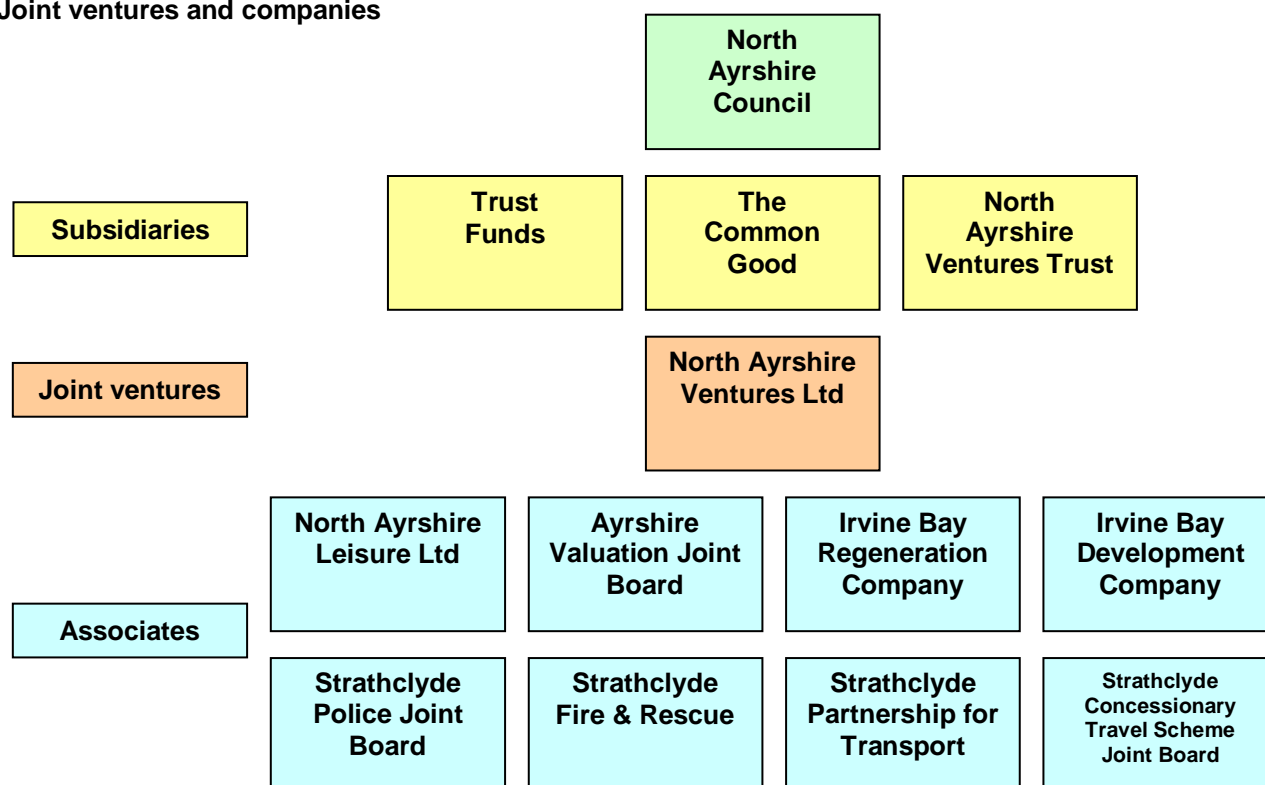 Joint ventures and companies
North
Ayrshire
Council
Subsidiaries
Trust
Funds
The
Common
Good
North
Ayrshire
Ventures Trust
Joint ventures
North Ayrshire
Ventures Ltd
Associates
North Ayrshire
Leisure Ltd
Ayrshire
Valuation Joint
Board
Irvine Bay
Regeneration
Company
Irvine Bay
Development
Company
Strathclyde
Police Joint
Board
Strathclyde
Fire & Rescue
Strathclyde
Partnership for
Transport
Strathclyde
Concessionary
Travel Scheme
Joint Board